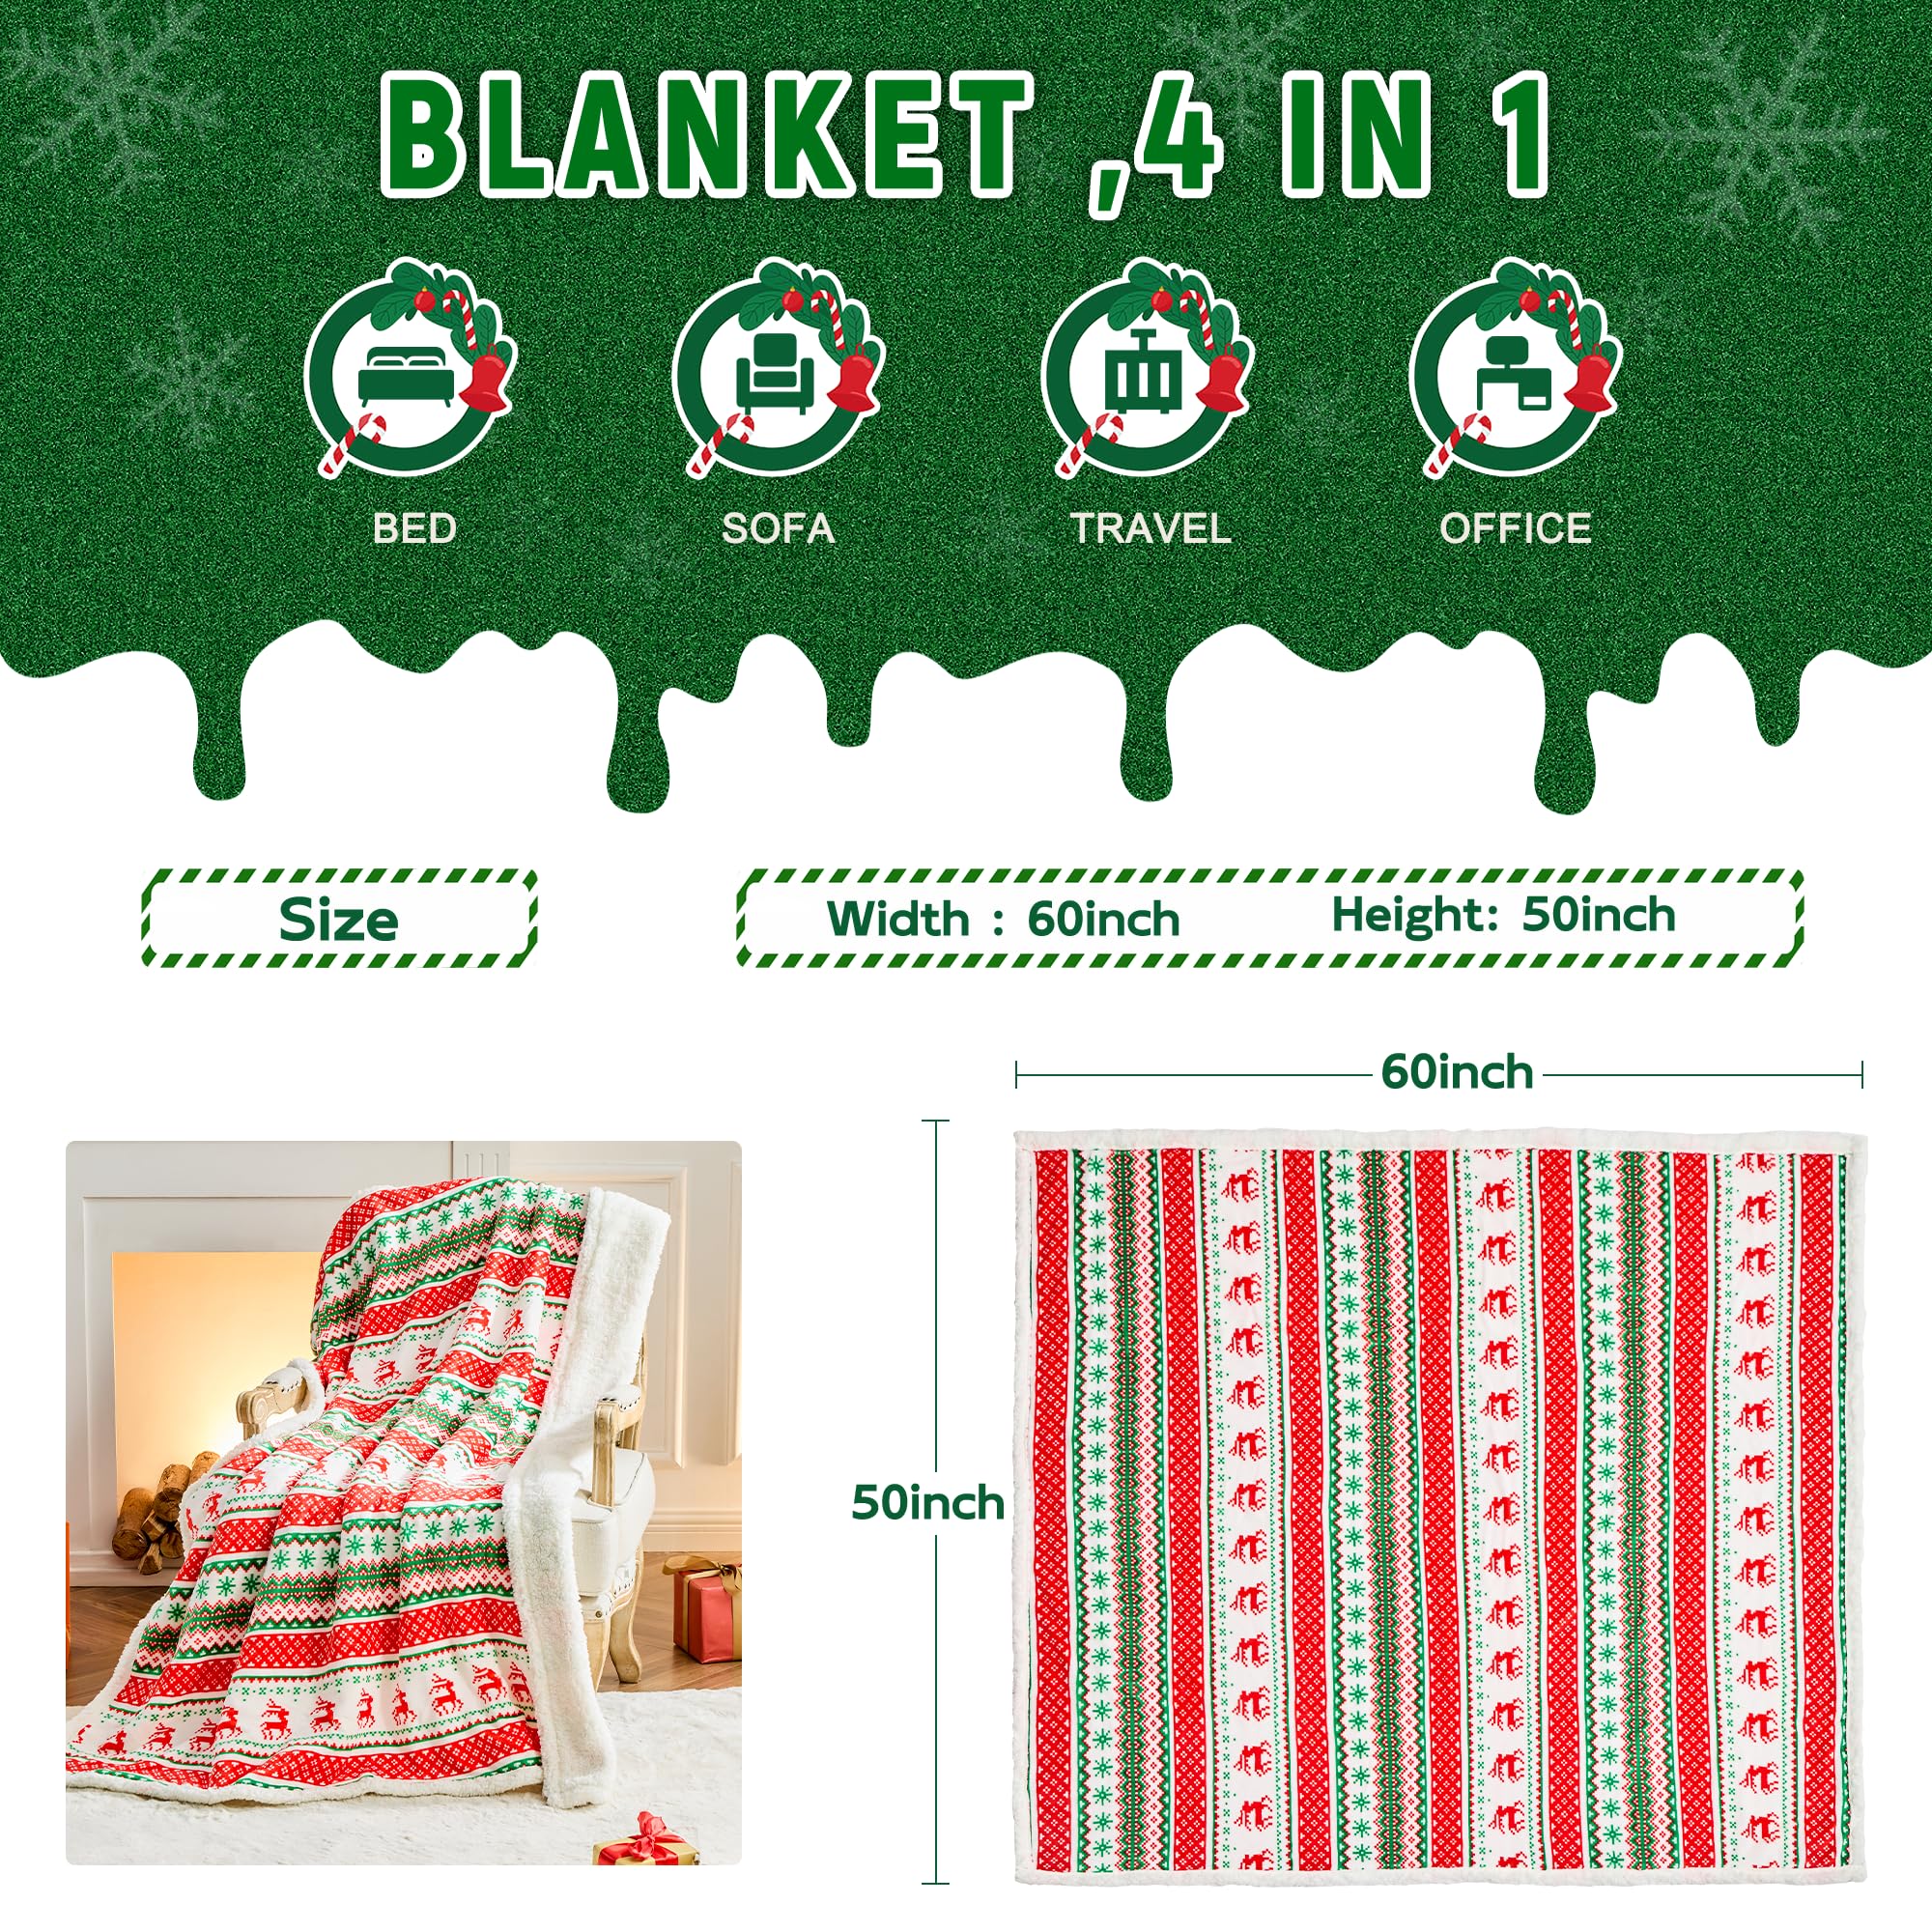 BLANKET ,4 IN 1
BED
SOFA
TRAVEL
OFFICE
Size
Width : 60inch
Height: 50inch
60inch
50inch